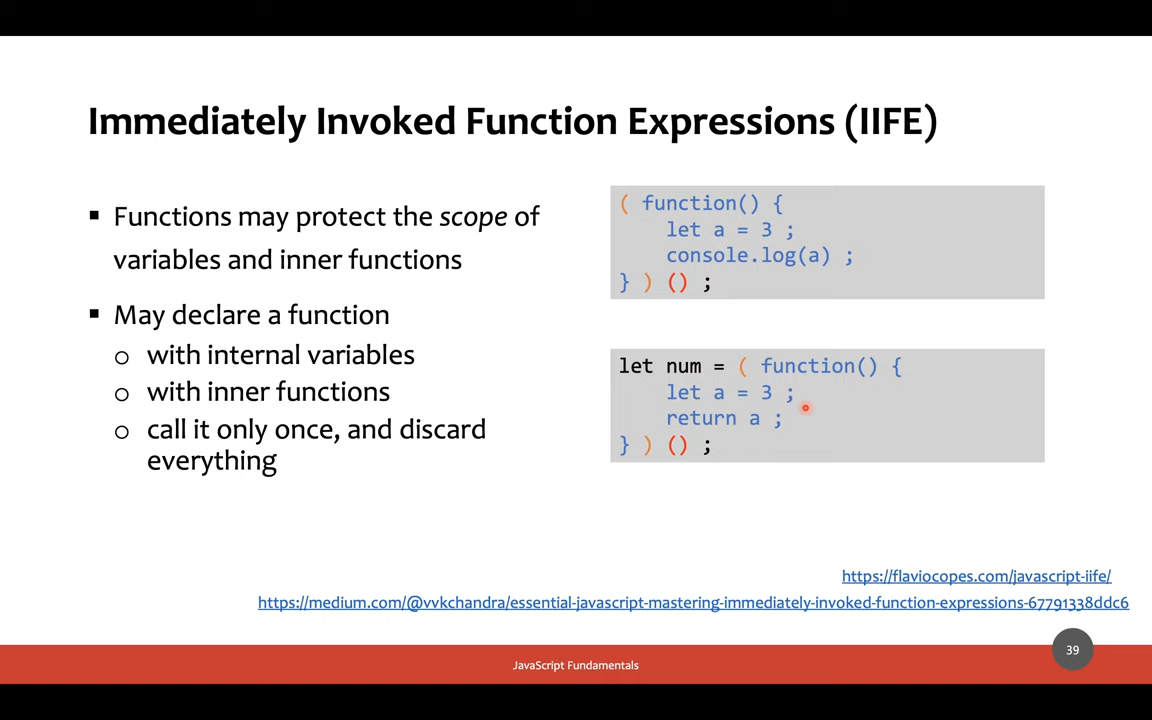 Immediately Invoked Function Expressions (IIFE)
▪ Functions may protect the scope of
variables and inner functions
▪ May declare a function
o with internal variables
o with inner functions
o call it only once, and discard
everything
( function() {
let a = 3 ;
console.log(a) ;
} ) () ;
let num = ( function() {
let a = 3 ;
return a ;
} ) () ;
https://flaviocopes.com/javascript-iife/
https://medium.com/@vvkchandra/essential-javascript-mastering-immediately-invoked-function-expressions-67791338ddc6
39
JavaScript Fundamentals